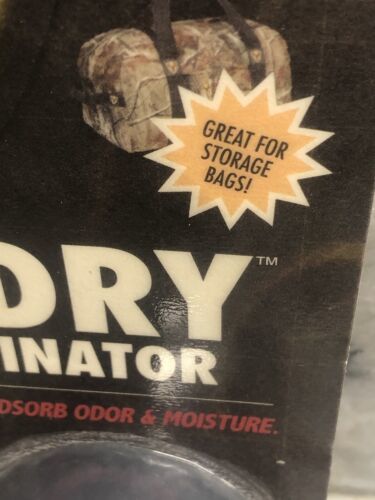 GREAT FOR
STORAGE
BAGS!
DRY™
INATOR
DSORB ODOR & MOISTURE.